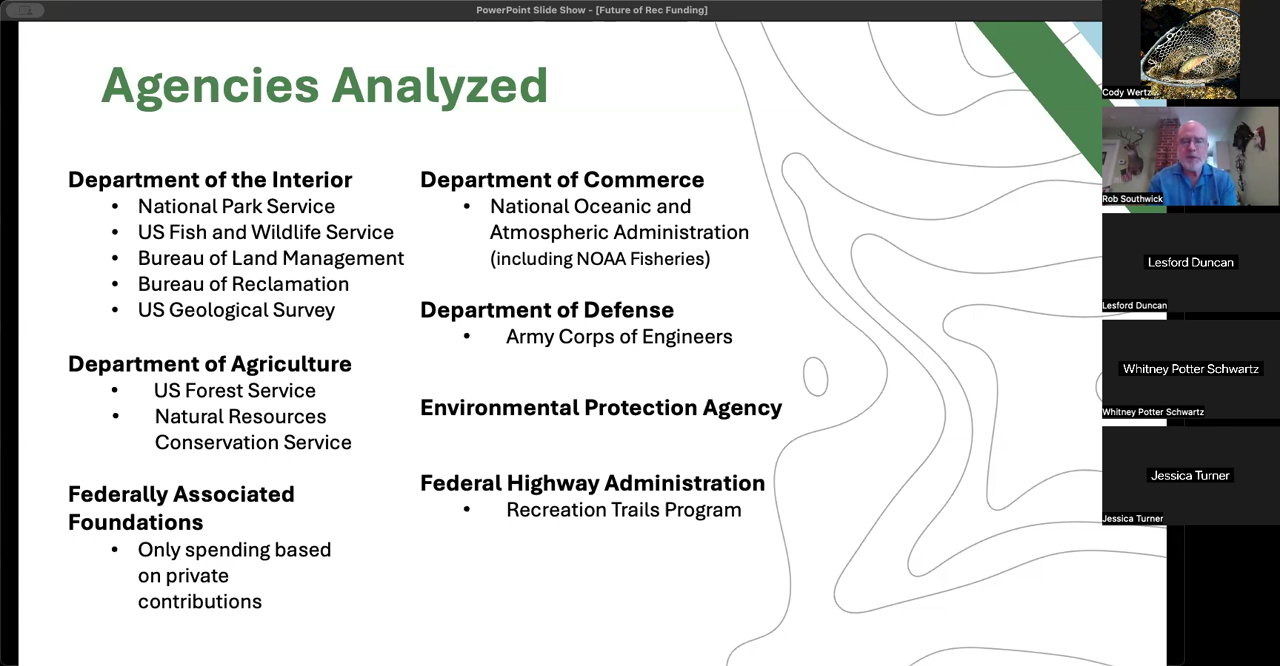 PowerPoint Slide Show - [Future of Rec Funding]
Agencies Analyzed
Department of the Interior
• National Park Service
• US Fish and Wildlife Service
• Bureau of Land Management
• Bureau of Reclamation
• US Geological Survey
Department of Agriculture
• US Forest Service
• Natural Resources
Conservation Service
Federally Associated
Foundations
• Only spending based
on private
contributions
Department of Commerce
• National Oceanic and
Atmospheric Administration
(including NOAA Fisheries)
Department of Defense
• Army Corps of Engineers
Environmental Protection Agency
Federal Highway Administration
• Recreation Trails Program
Cody Wertz
Rob Southwick
Lesford Duncan
Lesford Duncan
Whitney Potter Schwartz
Whitney Potter Schwartz
Jessica Turner
Jessica Turner